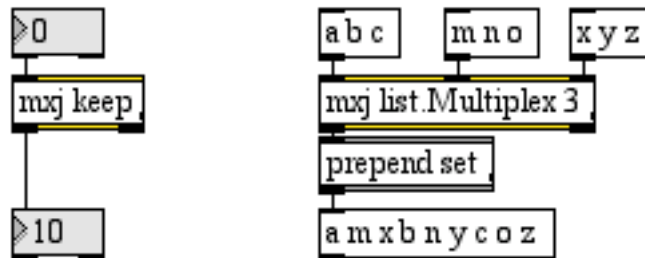 0
a b c
m n o
x y z
mxj keep
mxj list.Multiplex 3
prepend set
10
a m x b n y c o z